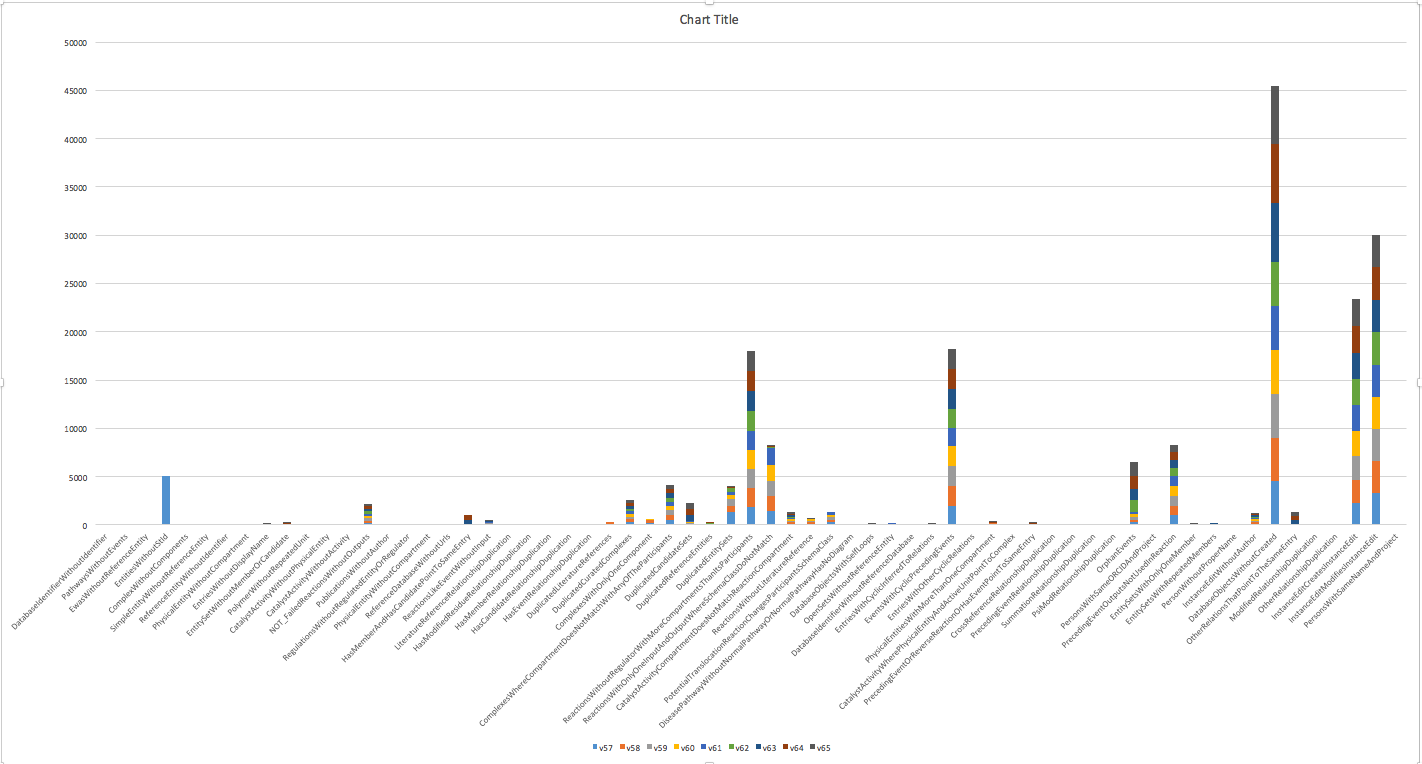 Chart Title
50000
45000
40000
35000
30000
25000
20000
15000
10000
5000
0
DatabaseIdentifierWithoutIdentifier
PathwaysWithoutEvents
EwasWithoutReferenceEntity
EntriesWithoutStId
ComplexWithoutComponents
SimpleEntityWithoutReferenceEntity
ReferenceEntityWithoutIdentifier
PhysicalEntityWithoutCompartment
EntriesWithoutDisplayName
EntitySetWithoutMemberOrCandidate
PolymerWithoutRepeatedUnit
CatalystActivityWithoutPhysicalEntity
CatalystActivityWithoutActivity
NOT_FailedReactionsWithoutOutputs
PublicationsWithoutAuthor
RegulationsWithoutRegulatedEntityOrRegulator
PhysicalEntityWithoutCompartment
ReferenceDatabaseWithoutUrls
HasMemberAndHasCandidatePointToSameEntry
ReactionsLikeEventWithoutInput
LiteratureReferenceRelationshipDuplication
HasModifiedResidueRelationshipDuplication
HasMemberRelationshipDuplication
HasCandidateRelationshipDuplication
HasEventRelationshipDuplication
DuplicatedLiteratureReferences
DuplicatedCuratedComplexes
ComplexesWithOnlyOneComponent
ComplexesWhereCompartmentDoesNotMatchWithAnyOfTheParticipants
DuplicatedCandidateSets
DuplicatedReferenceEntities
DuplicatedEntitySets
ReactionsWithoutRegulatorWithMoreCompartmentsThanItsParticipants
ReactionsWithOnlyOneInputAndOutputWhereSchemaClassDoNotMatch
CatalystActivityCompartmentDoesNotMatchReactionCompartment
ReactionsWithoutLiteratureReference
PotentialTranslocationReactionChangesParticipantsSchemaClass
DiseasePathwayWithoutNormalPathwayOrNormalPathwayHasNoDiagram
DatabaseObjectsWithSelfLoops
OpenSetsWithoutReferenceEntity
DatabaseIdentifierWithoutReferenceDatabase
EntriesWithCyclicInferredToRelations
EventsWithCyclicPrecedingEvents
EntriesWithOtherCyclicRelations
PhysicalEntitiesWithMoreThanOneCompartment
CatalystActivityWherePhysicalEntityAndActiveUnitPointToComplex
PrecedingEventOrReverseReactionOrHasEventPointToSameEntry
CrossReferenceRelationshipDuplication
PrecedingEventRelationshipDuplication
SummationRelationshipDuplication
PsiModRelationshipDuplication
OrphanEvents
PersonsWithSameORCIDAndProject
PrecedingEventOutputsNotUsedInReaction
EntitySetsWithOnlyOneMember
EntrySetsWithRepeatedMembers
PersonWithoutProperName
InstanceEditWithoutAuthor
DatabaseObjectsWithoutCreated
OtherRelationsThatPointToTheSameEntry
ModifiedRelationshipDuplication
OtherRelationshipDuplication
InstanceEditCreatesInstanceEdit
InstanceEditModifiesInstanceEdit
PersonsWithSameNameAndProject
v57 v58 v59 v60 v61 v62 v63 v64 v65